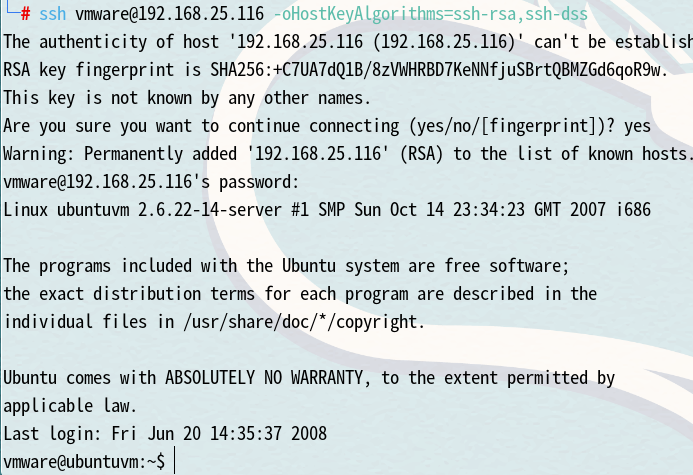 └─# ssh vmware@192.168.25.116 -oHostKeyAlgorithms=ssh-rsa,ssh-dss
The authenticity of host '192.168.25.116 (192.168.25.116)' can't be establish
RSA key fingerprint is SHA256:+C7UA7dQ1B/8zVWHRBD7KeNNfjuSBrtQBMZGd6qoR9w.
This key is not known by any other names.
Are you sure you want to continue connecting (yes/no/[fingerprint])? yes
Warning: Permanently added '192.168.25.116' (RSA) to the list of known hosts.
vmware@192.168.25.116's password:
Linux ubuntuvm 2.6.22-14-server #1 SMP Sun Oct 14 23:34:23 GMT 2007 i686
The programs included with the Ubuntu system are free software;
the exact distribution terms for each program are described in the
individual files in /usr/share/doc/*/copyright.
Ubuntu comes with ABSOLUTELY NO WARRANTY, to the extent permitted by
applicable law.
Last login: Fri Jun 20 14:35:37 2008
vmware@ubuntuvm:~$